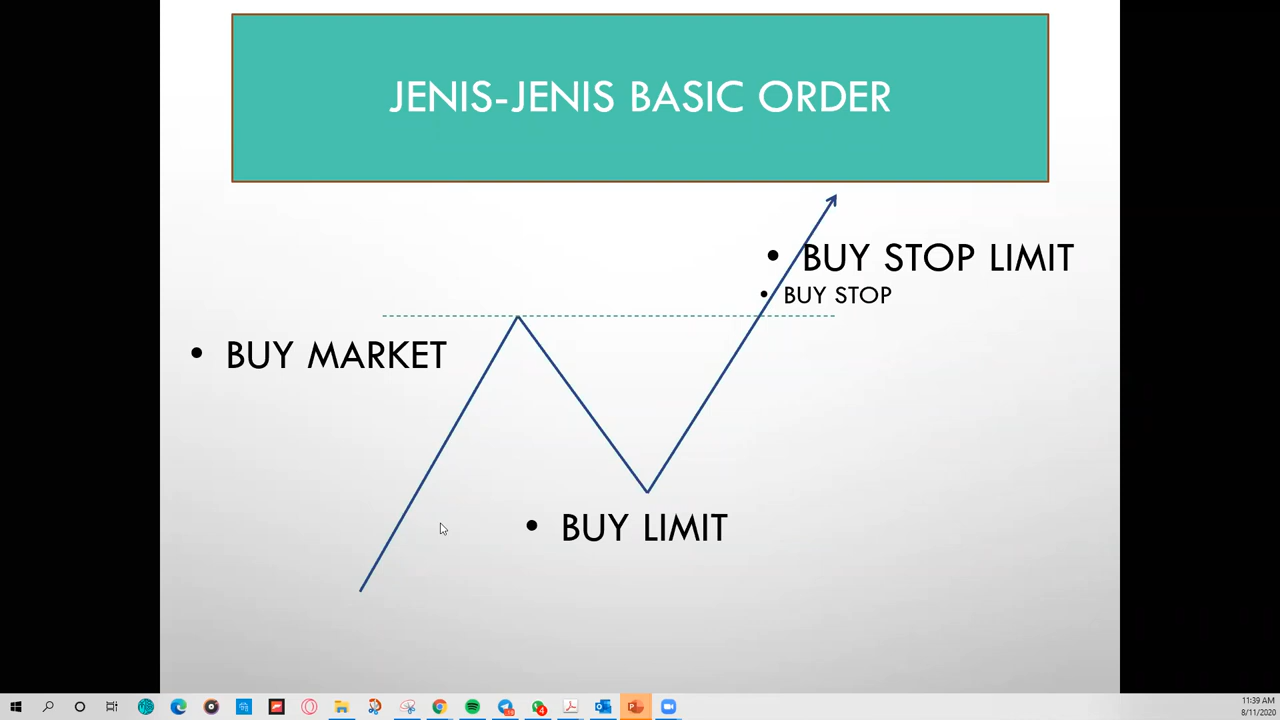 JENIS-JENIS BASIC ORDER
• BUY STOP LIMIT
• BUY STOP
• BUY MARKET
• BUY LIMIT
4
11:39 AM
8/11/2020